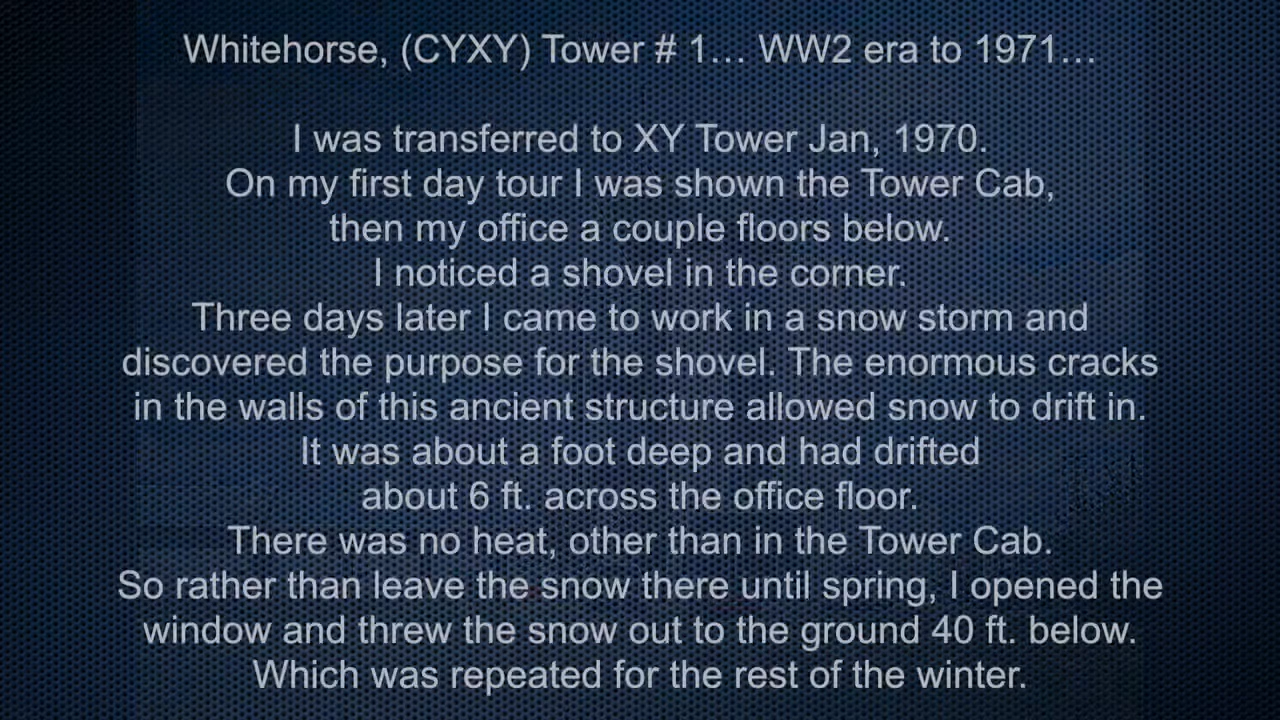 Whitehorse, (CYXY) Tower # 1... WW2 era to 1971...
I was transferred to XY Tower Jan, 1970.
On my first day tour I was shown the Tower Cab,
then my office a couple floors below.
I noticed a shovel in the corner.
Three days later I came to work in a snow storm and
discovered the purpose for the shovel. The enormous cracks
in the walls of this ancient structure allowed snow to drift in.
It was about a foot deep and had drifted
about 6 ft. across the office floor.
There was no heat, other than in the Tower Cab.
So rather than leave the snow there until spring, I opened the
window and threw the snow out to the ground 40 ft. below.
Which was repeated for the rest of the winter.